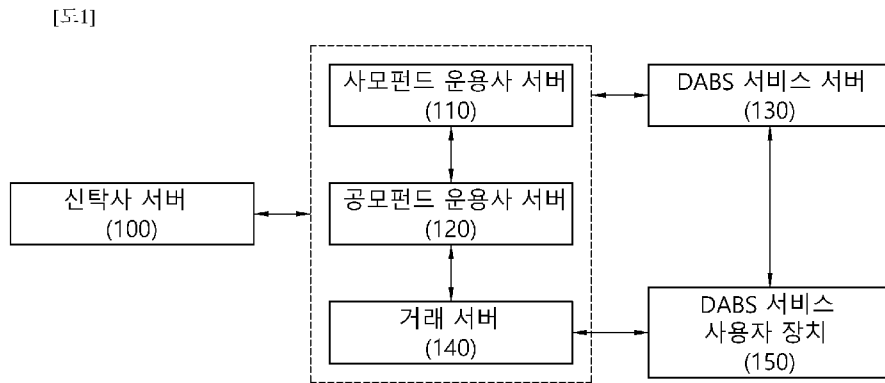 [도1]
사모펀드 운용사 서버
(110)
DABS 서비스 서버
(130)
신탁사 서버
(100)
공모펀드 운용사 서버
(120)
거래 서버
(140)
DABS 서비스
사용자 장치
(150)